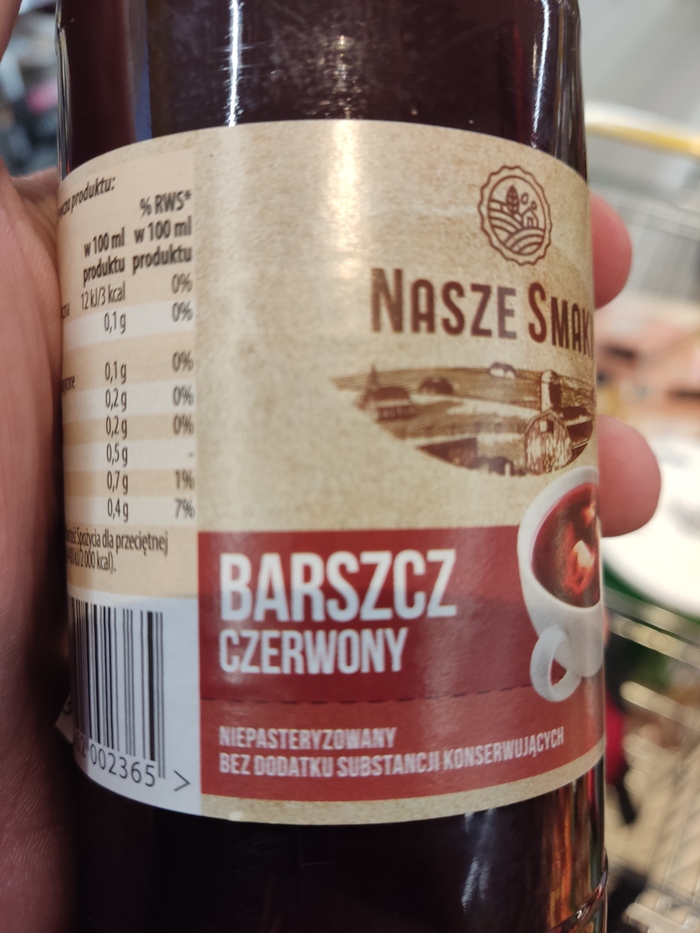 produktu:
% RWS*
w 100 ml w 100 ml
produktu produktu
12 kJ/3 kcal 0%
0,1 g 0%
0,1 g 0%
0,2 g 0%
0,2 g 0%
0,5 g -
0,7 g 1%
0,4 g 7%
Spożycia dla przeciętnej
kJ/2 000 kcal).
002365 >
NASZE SMAKI
BARSZCZ
CZERWONY
NIEPASTERYZOWANY
BEZ DODATKU SUBSTANCJI KONSERWUJĄCYCH